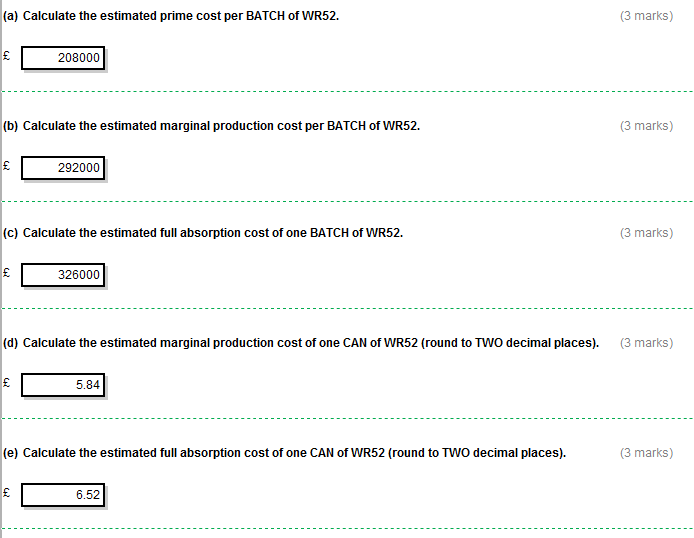 (a) Calculate the estimated prime cost per BATCH of WR52. (3 marks)
£ 208000
(b) Calculate the estimated marginal production cost per BATCH of WR52. (3 marks)
£ 292000
(c) Calculate the estimated full absorption cost of one BATCH of WR52. (3 marks)
£ 326000
(d) Calculate the estimated marginal production cost of one CAN of WR52 (round to TWO decimal places). (3 marks)
£ 5.84
(e) Calculate the estimated full absorption cost of one CAN of WR52 (round to TWO decimal places). (3 marks)
£ 6.52